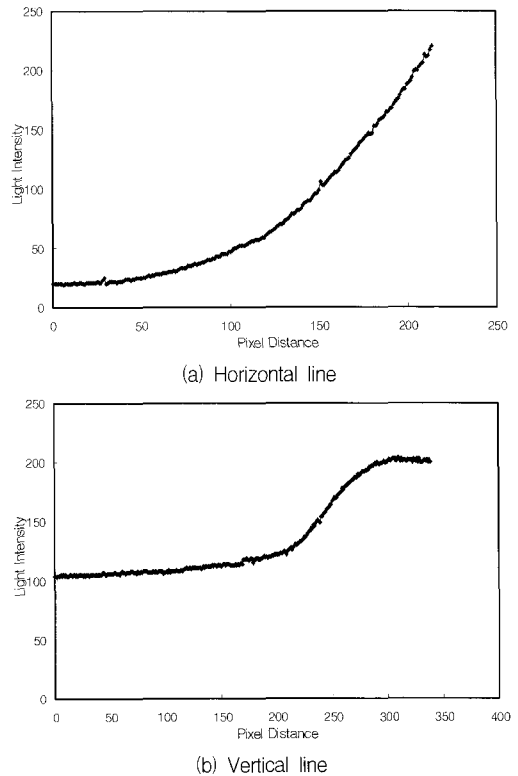 250
200
150
100
50
0
Light Intensity
0 50 100 150 200 250
Pixel Distance
(a) Horizontal line
250
200
150
100
50
0
Light Intensity
0 50 100 150 200 250 300 350 400
Pixel Distance
(b) Vertical line